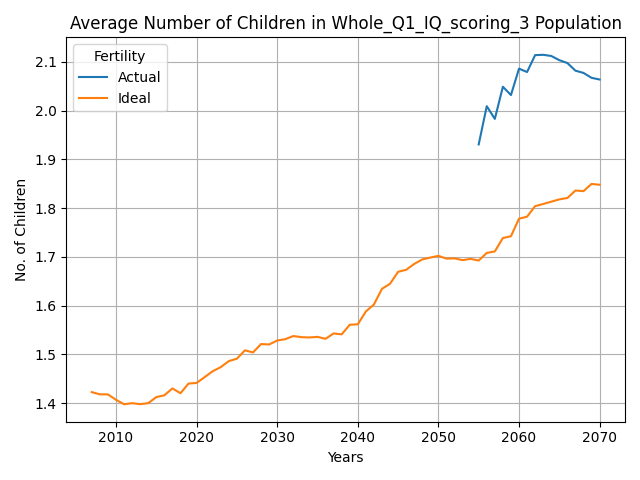 Average Number of Children in Whole_Q1_IQ_scoring_3 Population
Fertility
Actual
Ideal
No. of Children
2.1
2.0
1.9
1.8
1.7
1.6
1.5
1.4
2010 2020 2030 2040 2050 2060 2070
Years